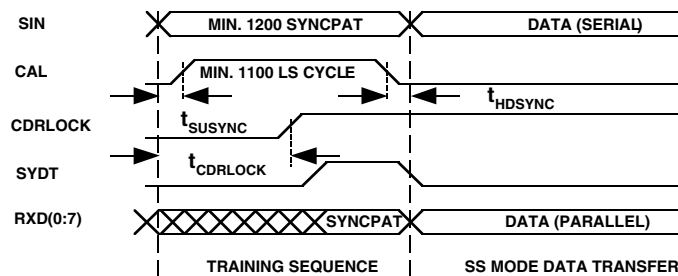 SIN
MIN. 1200 SYNCPAT
DATA (SERIAL)
CAL
MIN. 1100 LS CYCLE
tHDSYNC
CDRLOCK
tSUSYNC
tCDRLOCK
SYDT
RXD(0:7)
SYNCPAT
DATA (PARALLEL)
TRAINING SEQUENCE
SS MODE DATA TRANSFER